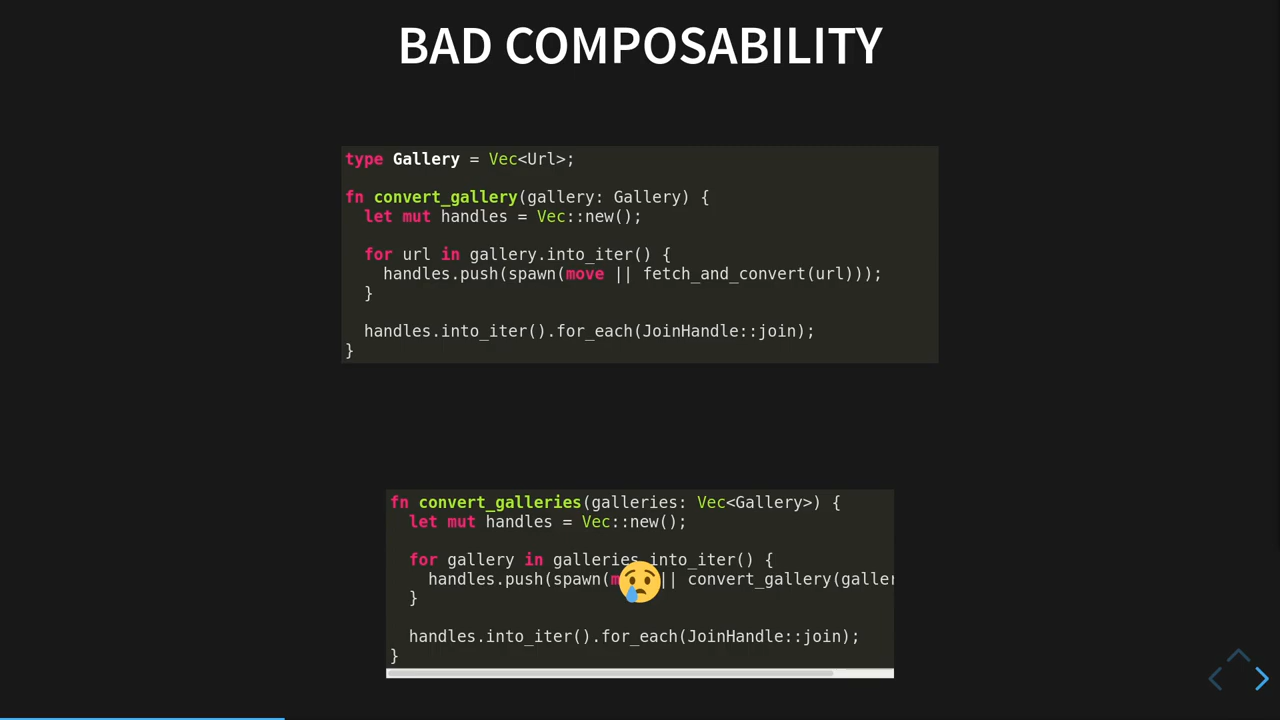 BAD COMPOSABILITY
type Gallery = Vec<Url>;
fn convert_gallery(gallery: Gallery) {
  let mut handles = Vec::new();
  for url in gallery.into_iter() {
    handles.push(spawn(move || fetch_and_convert(url)));
  }
  handles.into_iter().for_each(JoinHandle::join);
}
fn convert_galleries(galleries: Vec<Gallery>) {
  let mut handles = Vec::new();
  for gallery in galleries.into_iter() {
    handles.push(spawn(m || convert_gallery(galler
  }
  handles.into_iter().for_each(JoinHandle::join);
}